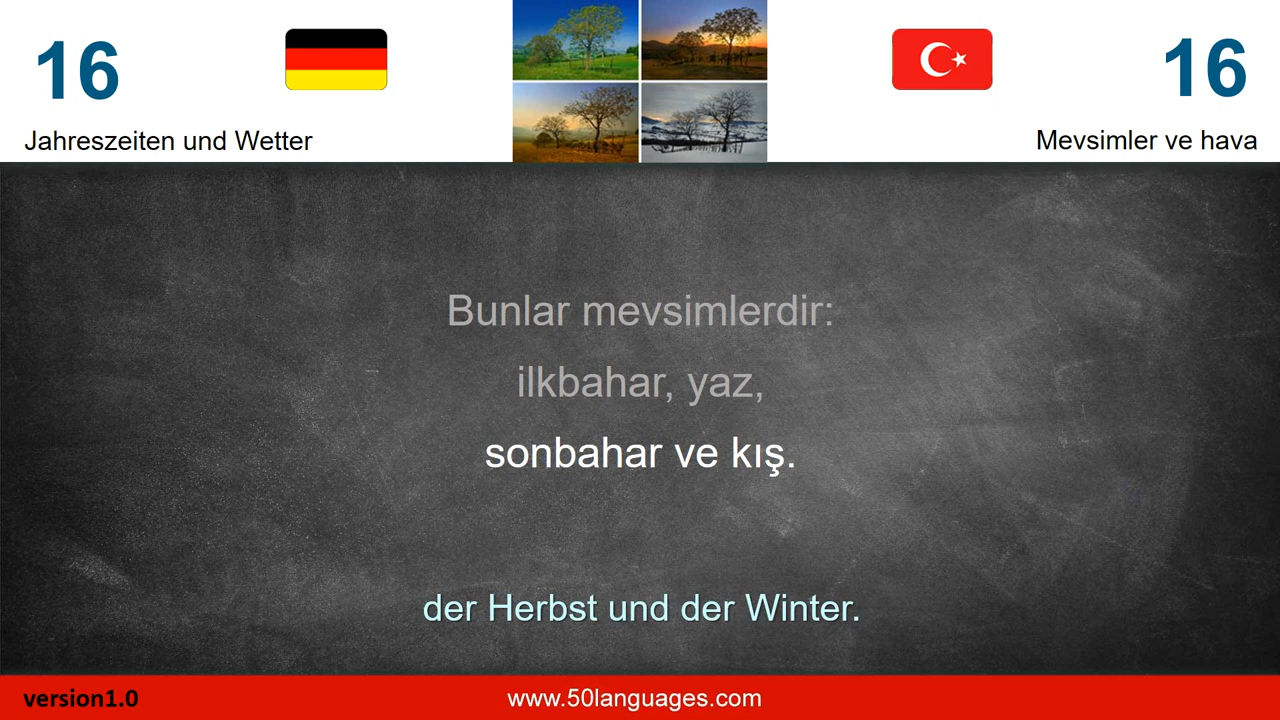 16
16
Jahreszeiten und Wetter
Mevsimler ve hava
Bunlar mevsimlerdir:
ilkbahar, yaz,
sonbahar ve kış.
der Herbst und der Winter.
version1.0
www.50languages.com